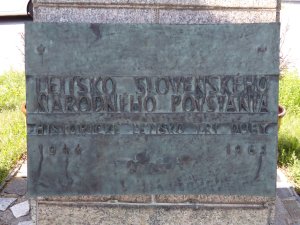 LETISKO SLOVENSKÉHO
NÁRODNÉHO POVSTANIA
HISTORICKÉ LETISKO TRI DUBY
1944 1964